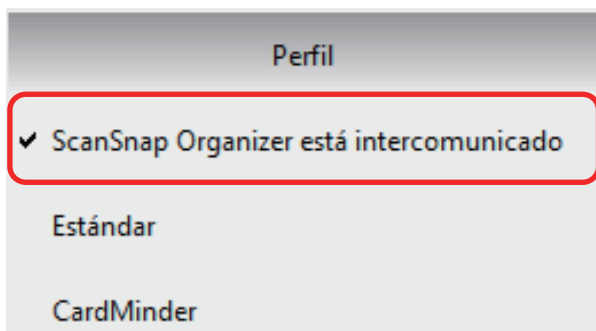 Perfil
ScanSnap Organizer está intercomunicado
Estándar
CardMinder